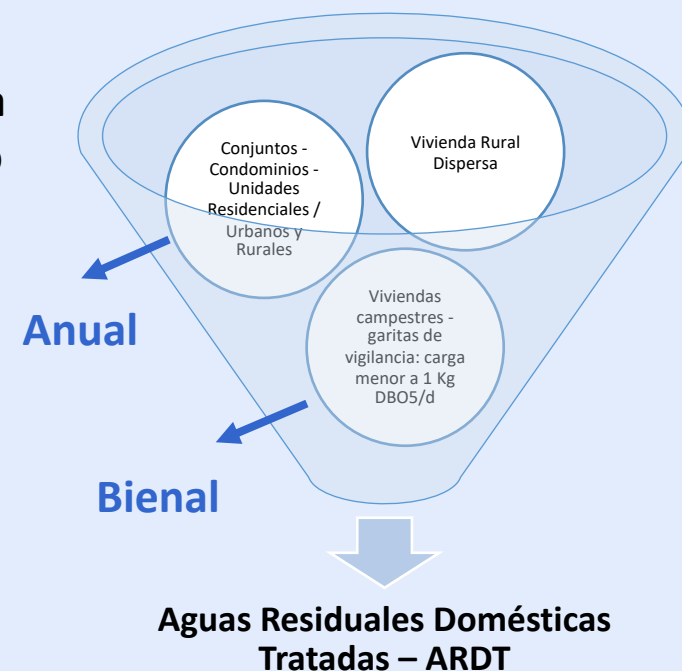 Conjuntos -
Condominios -
Unidades
Residenciales /
Urbanos y
Rurales
Vivienda Rural
Dispersa
Anual
Viviendas
campestres -
garitas de
vigilancia: carga
menor a 1 Kg
DBO5/d
Bienal
Aguas Residuales Domésticas
Tratadas – ARDT